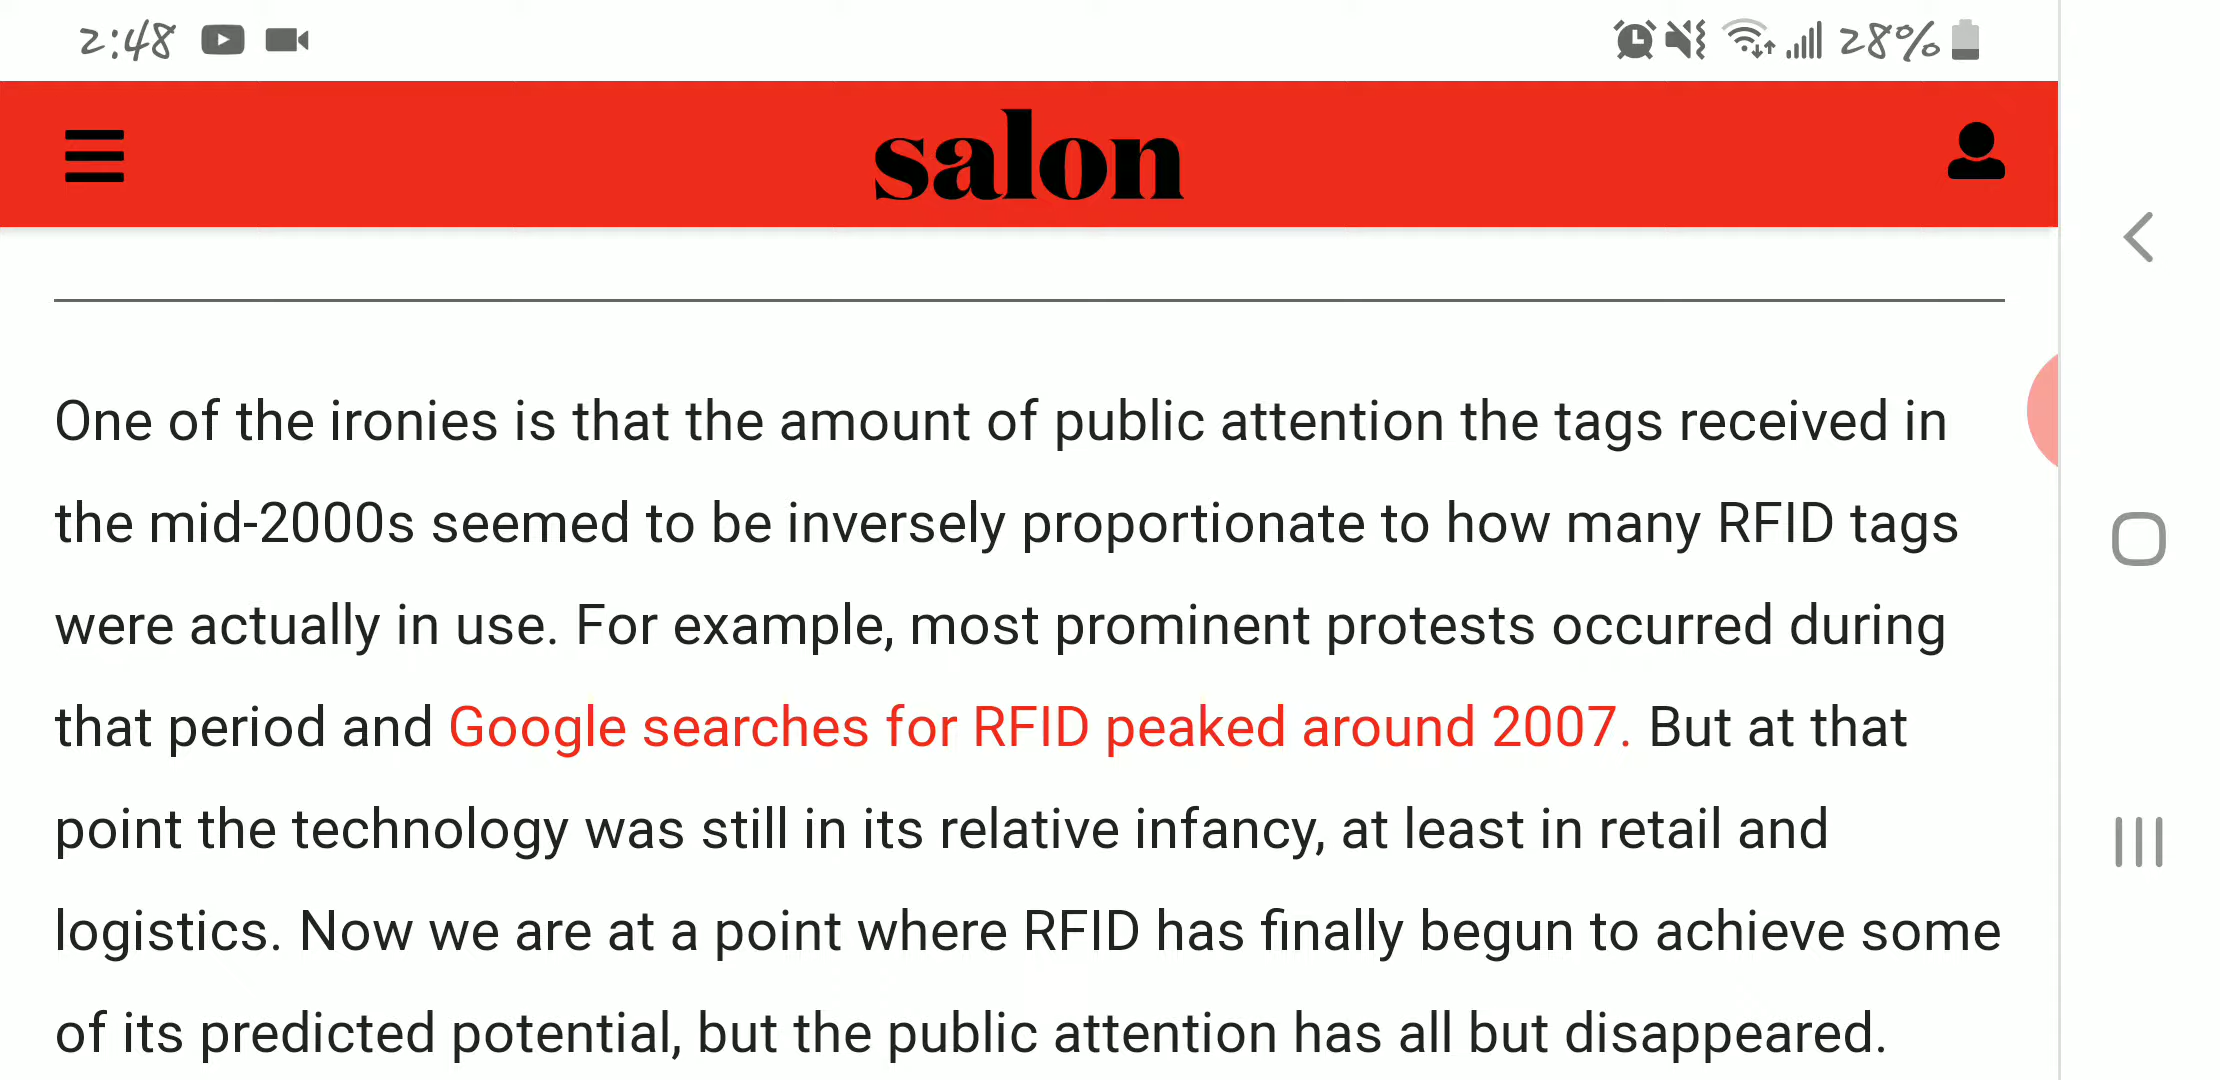 2:48 28%
salon
One of the ironies is that the amount of public attention the tags received in
the mid-2000s seemed to be inversely proportionate to how many RFID tags
were actually in use. For example, most prominent protests occurred during
that period and Google searches for RFID peaked around 2007. But at that
point the technology was still in its relative infancy, at least in retail and
logistics. Now we are at a point where RFID has finally begun to achieve some
of its predicted potential, but the public attention has all but disappeared.